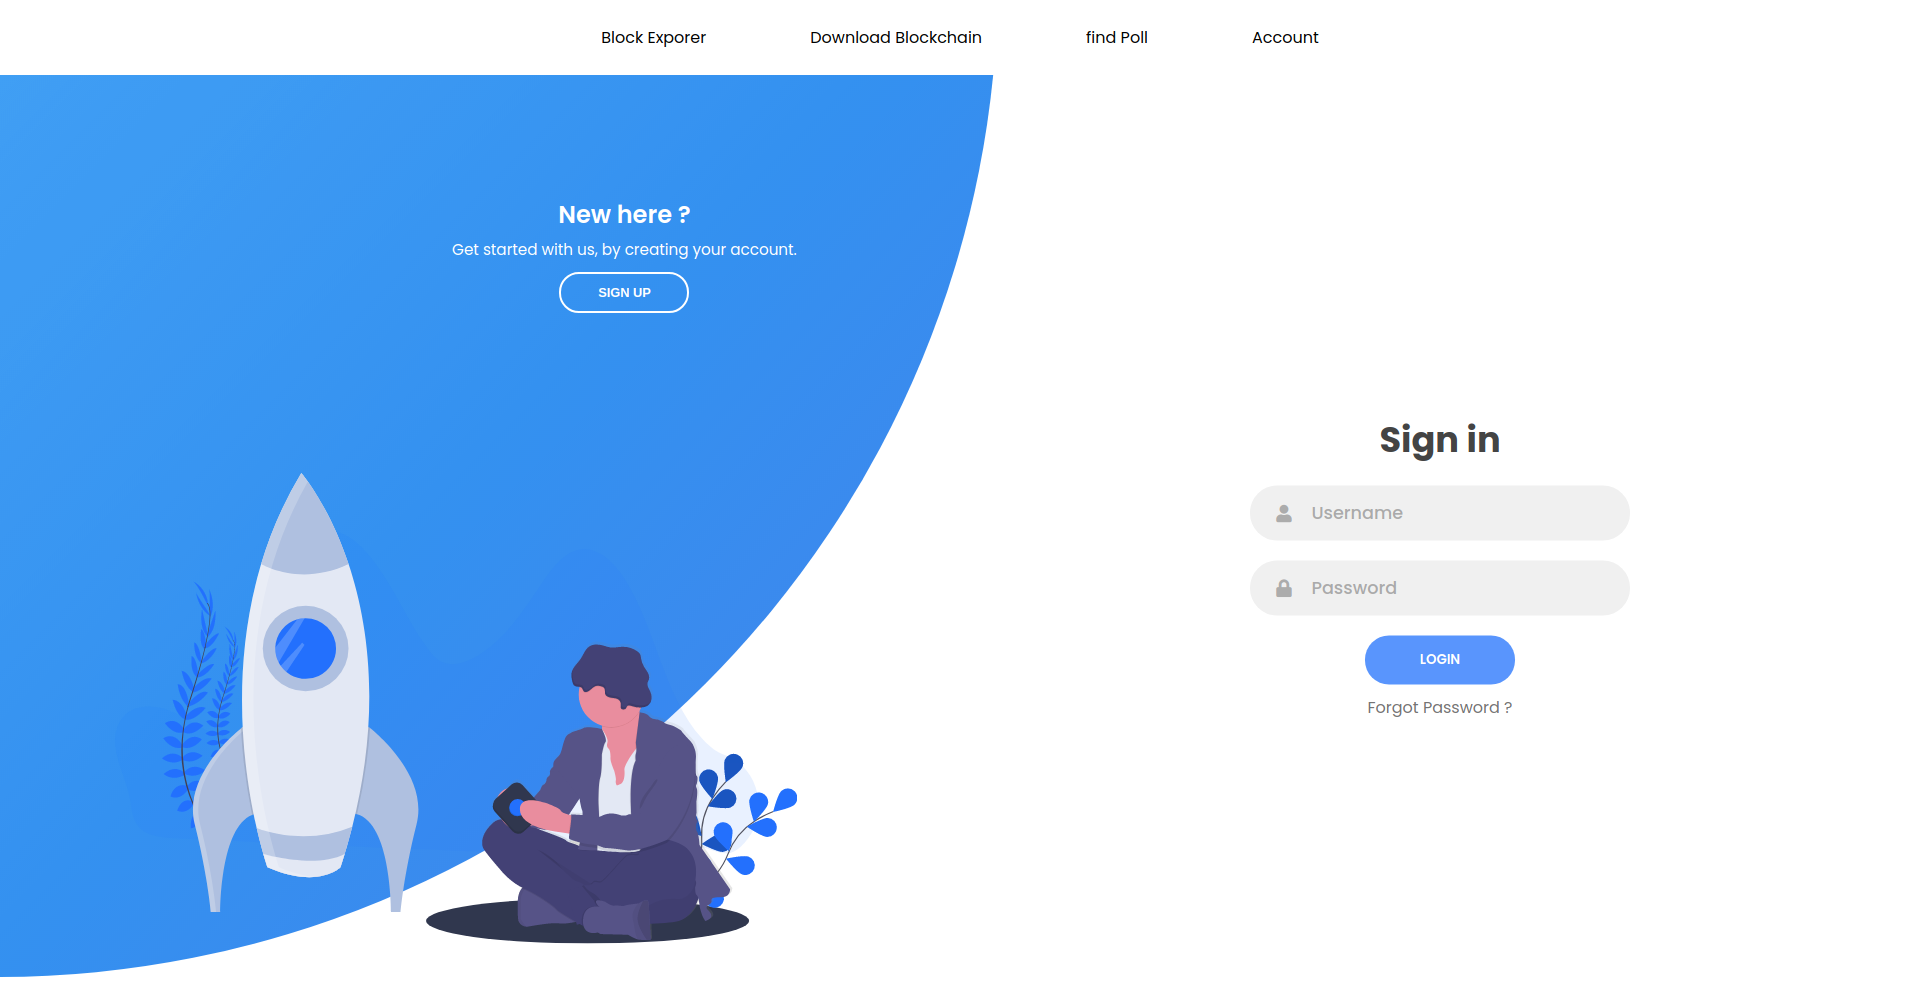 Block Exporer
Download Blockchain
find Poll
Account
New here ?
Get started with us, by creating your account.
SIGN UP
Sign in
Username
Password
LOGIN
Forgot Password ?